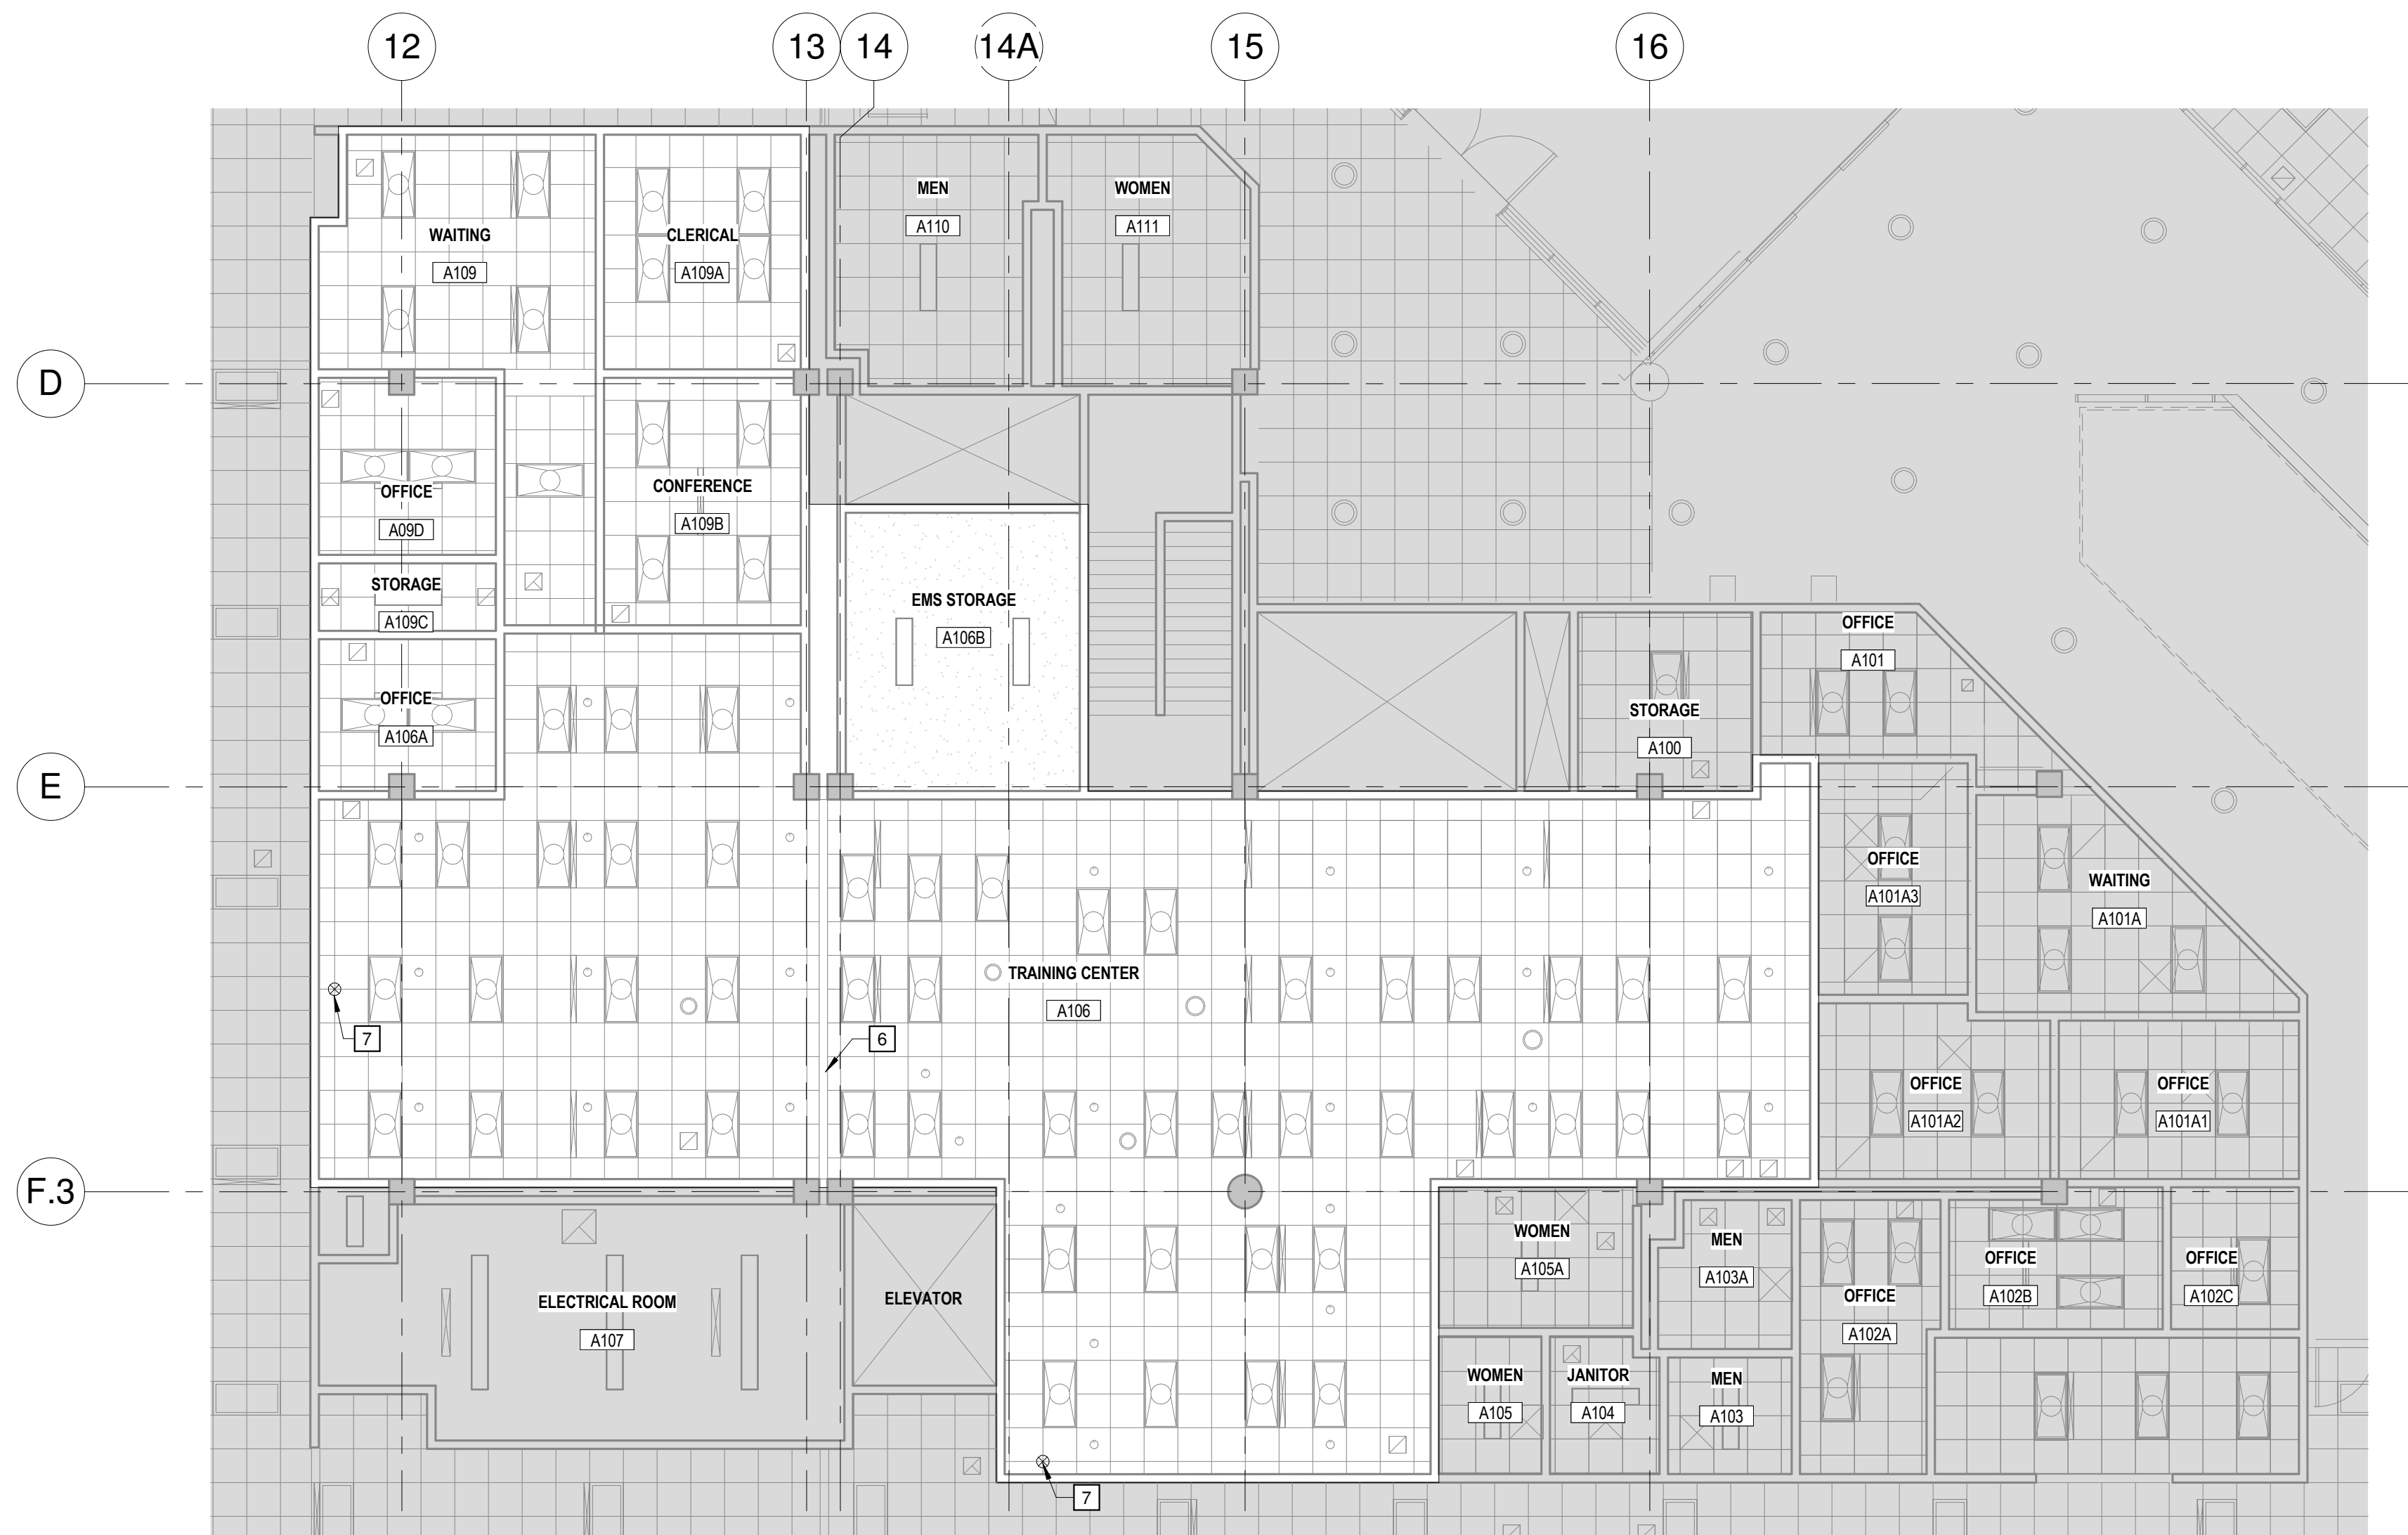 12
13
14
14A
15
16
MEN
A110
WOMEN
A111
WAITING
A109
CLERICAL
A109A
D
OFFICE
A09D
CONFERENCE
A109B
STORAGE
A109C
EMS STORAGE
A106B
OFFICE
A101
OFFICE
A106A
STORAGE
A100
E
OFFICE
A101A3
WAITING
A101A
TRAINING CENTER
A106
7
6
OFFICE
A101A2
OFFICE
A101A1
F.3
WOMEN
A105A
MEN
A103A
OFFICE
A102B
OFFICE
A102C
ELECTRICAL ROOM
A107
ELEVATOR
OFFICE
A102A
WOMEN
A105
JANITOR
A104
MEN
A103
7